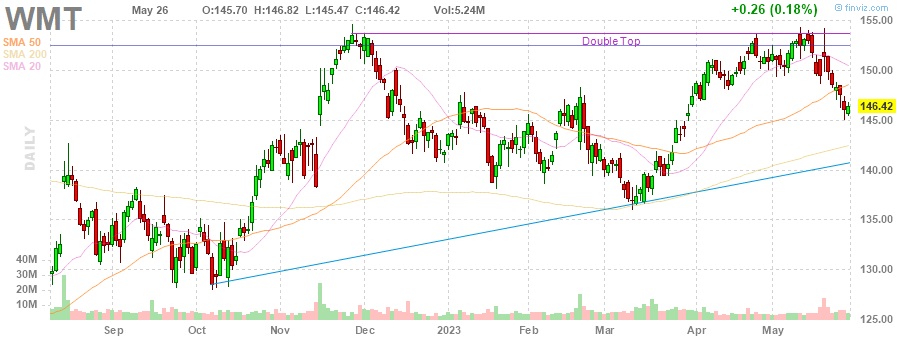 WMT
May 26 O:145.70 H:146.82 L:145.47 C:146.42 Vol:5.24M
+0.26 (0.18%)
© finviz.com
SMA 50
SMA 200
SMA 20
Double Top
DAILY
155.00
150.00
146.42
145.00
140.00
135.00
130.00
125.00
40M
30M
20M
10M
Sep Oct Nov Dec 2023 Feb Mar Apr May